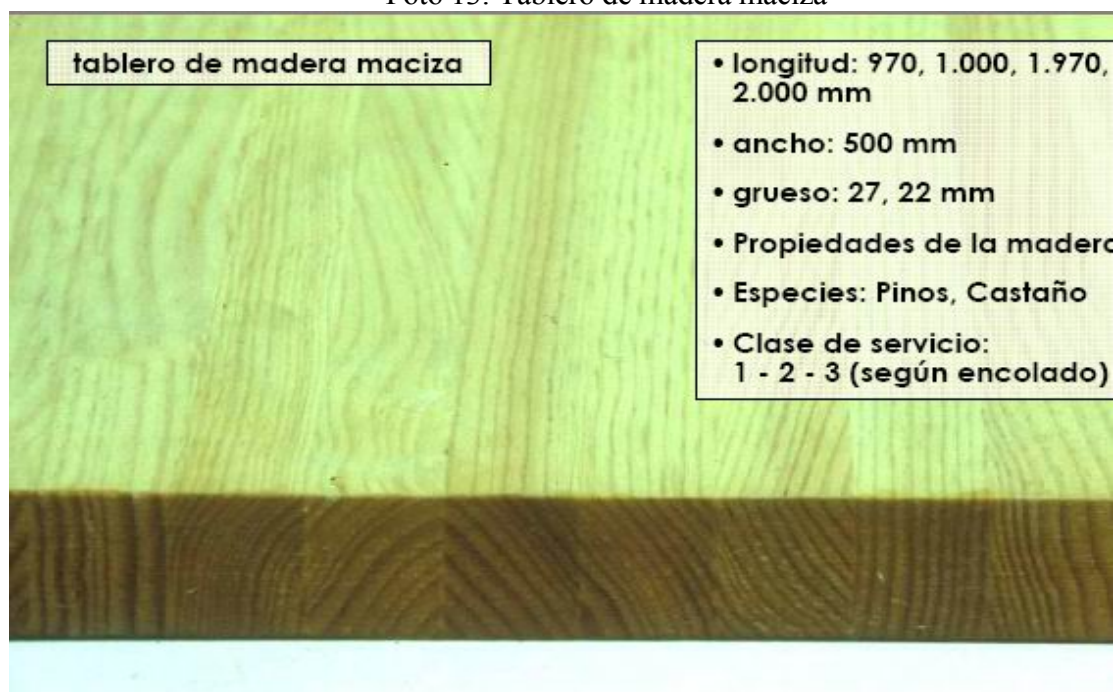 Foto 13: Tablero de madera maciza
tablero de madera maciza
• longitud: 970, 1.000, 1.970,
2.000 mm
• ancho: 500 mm
• grueso: 27, 22 mm
• Propiedades de la madera
• Especies: Pinos, Castaño
• Clase de servicio:
1 - 2 - 3 (según encolado)